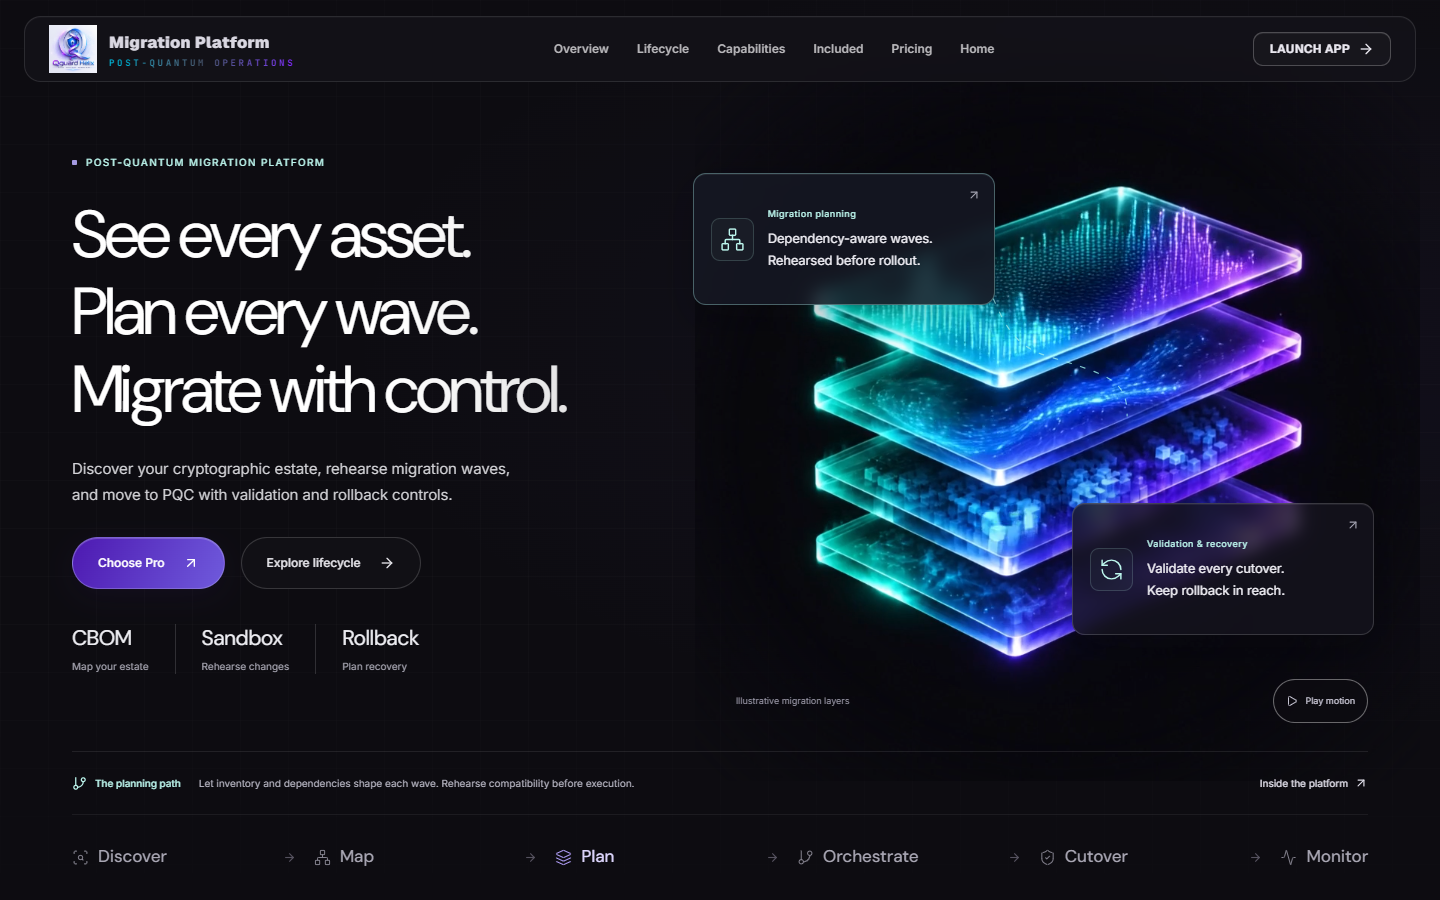 Qguard Helix
Migration Platform
POST-QUANTUM OPERATIONS
Overview
Lifecycle
Capabilities
Included
Pricing
Home
LAUNCH APP
POST-QUANTUM MIGRATION PLATFORM
See every asset.
Plan every wave.
Migrate with control.
Discover your cryptographic estate, rehearse migration waves,
and move to PQC with validation and rollback controls.
Choose Pro
Explore lifecycle
CBOM
Map your estate
Sandbox
Rehearse changes
Rollback
Plan recovery
Migration planning
Dependency-aware waves.
Rehearsed before rollout.
Validation & recovery
Validate every cutover.
Keep rollback in reach.
Illustrative migration layers
Play motion
The planning path
Let inventory and dependencies shape each wave. Rehearse compatibility before execution.
Inside the platform
Discover
Map
Plan
Orchestrate
Cutover
Monitor